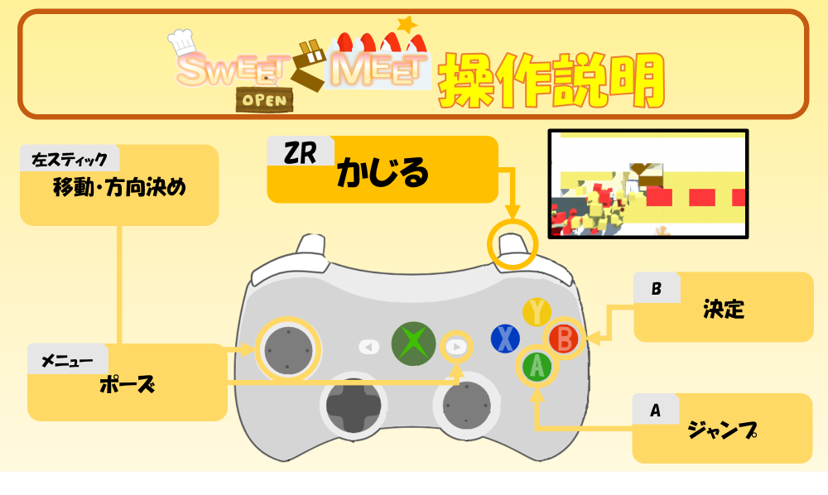 SWEET で MEET 操作説明
OPEN
左スティック
移動・方向決め
ZR
かじる
B
決定
メニュー
ポーズ
A
ジャンプ
Y
X
B
A